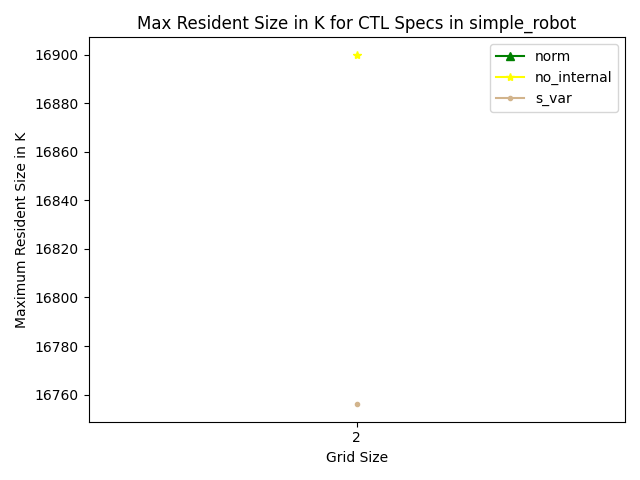 Max Resident Size in K for CTL Specs in simple_robot
norm
no_internal
s_var
16900
16880
16860
16840
16820
16800
16780
16760
Maximum Resident Size in K
2
Grid Size